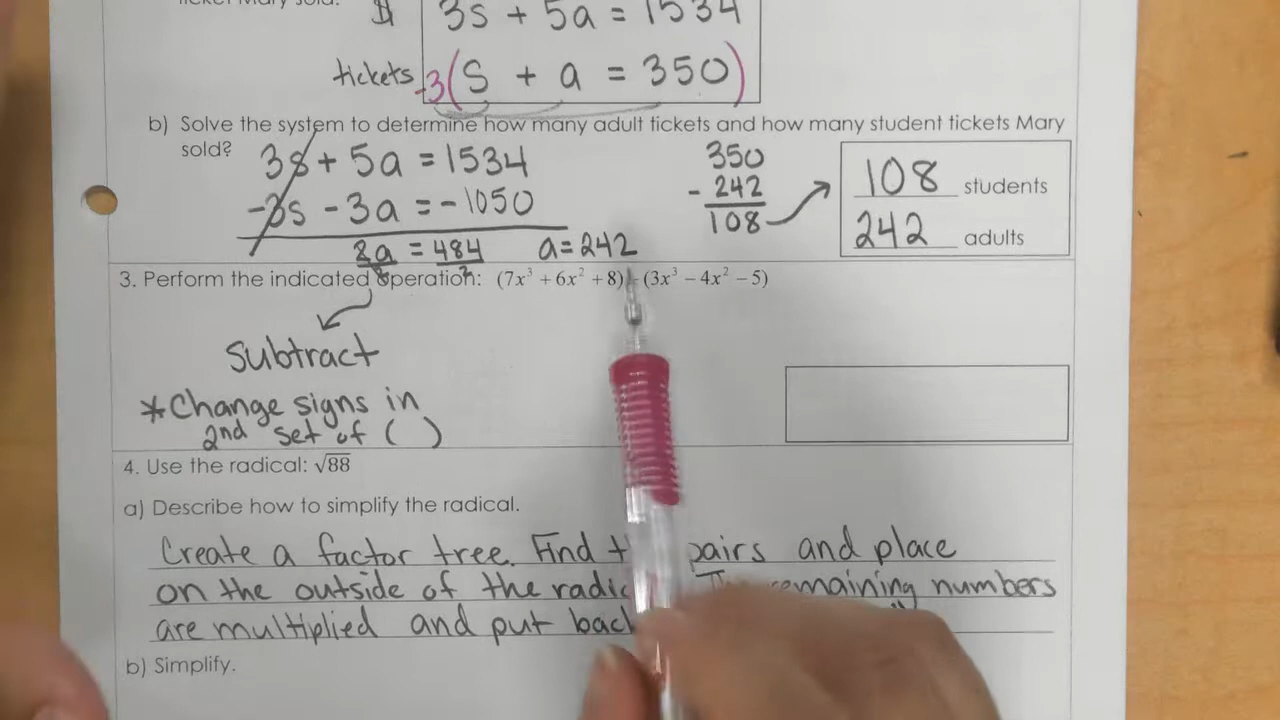 ticket Mary sold.
$ 3s + 5a = 1534
tickets -3(s + a = 350)
b) Solve the system to determine how many adult tickets and how many student tickets Mary
sold?
3s + 5a = 1534
-3s - 3a = -1050
2a = 484 a = 242
350
- 242
108
108 students
242 adults
3. Perform the indicated operation: (7x³ + 6x² + 8) - (3x³ - 4x² - 5)
Subtract
*Change signs in
2nd set of ( )
4. Use the radical: √88
a) Describe how to simplify the radical.
Create a factor tree. Find pairs and place
on the outside of the remaining numbers
are multiplied and put
b) Simplify.